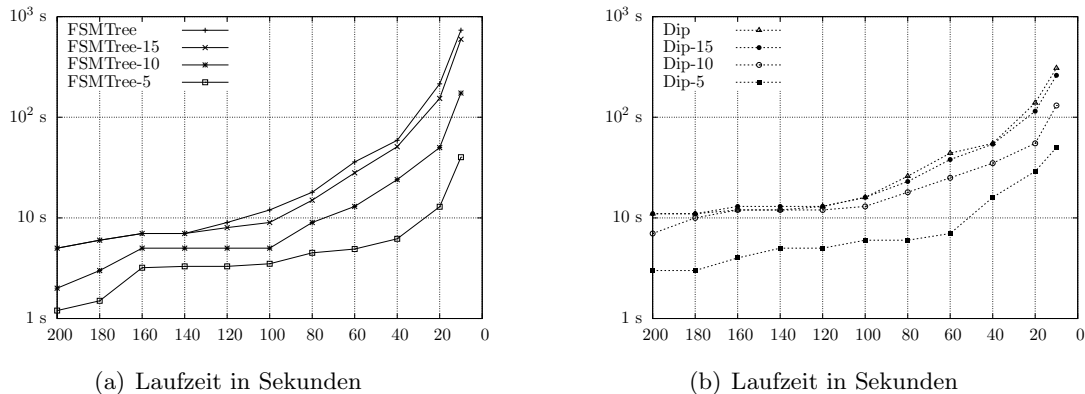 10³ s
10² s
10 s
1 s
FSMTree
FSMTree-15
FSMTree-10
FSMTree-5
200 180 160 140 120 100 80 60 40 20 0
(a) Laufzeit in Sekunden
10³ s
10² s
10 s
1 s
Dip
Dip-15
Dip-10
Dip-5
200 180 160 140 120 100 80 60 40 20 0
(b) Laufzeit in Sekunden